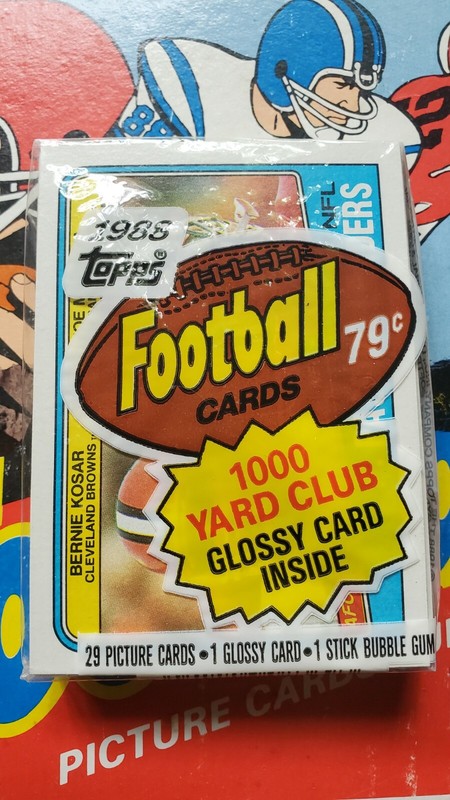 1988
Topps®
NFL
Football
79¢
CARDS
1000
YARD CLUB
GLOSSY CARD
INSIDE
BERNIE KOSAR
CLEVELAND BROWNS
29 PICTURE CARDS • 1 GLOSSY CARD • 1 STICK BUBBLE GUM
PICTURE CARDS